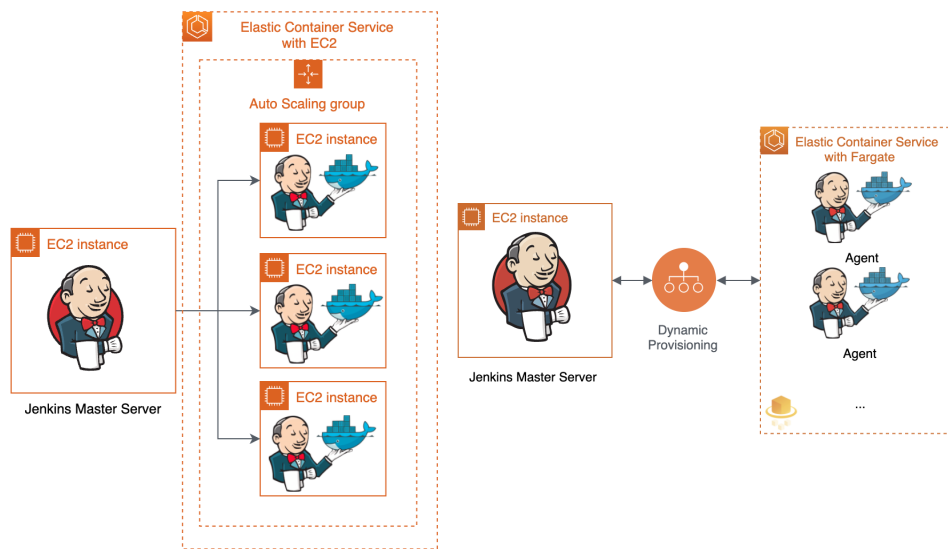 Elastic Container Service
with EC2
Auto Scaling group
EC2 instance
EC2 instance
Jenkins Master Server
EC2 instance
EC2 instance
EC2 instance
Jenkins Master Server
Dynamic
Provisioning
Elastic Container Service
with Fargate
Agent
Agent
...